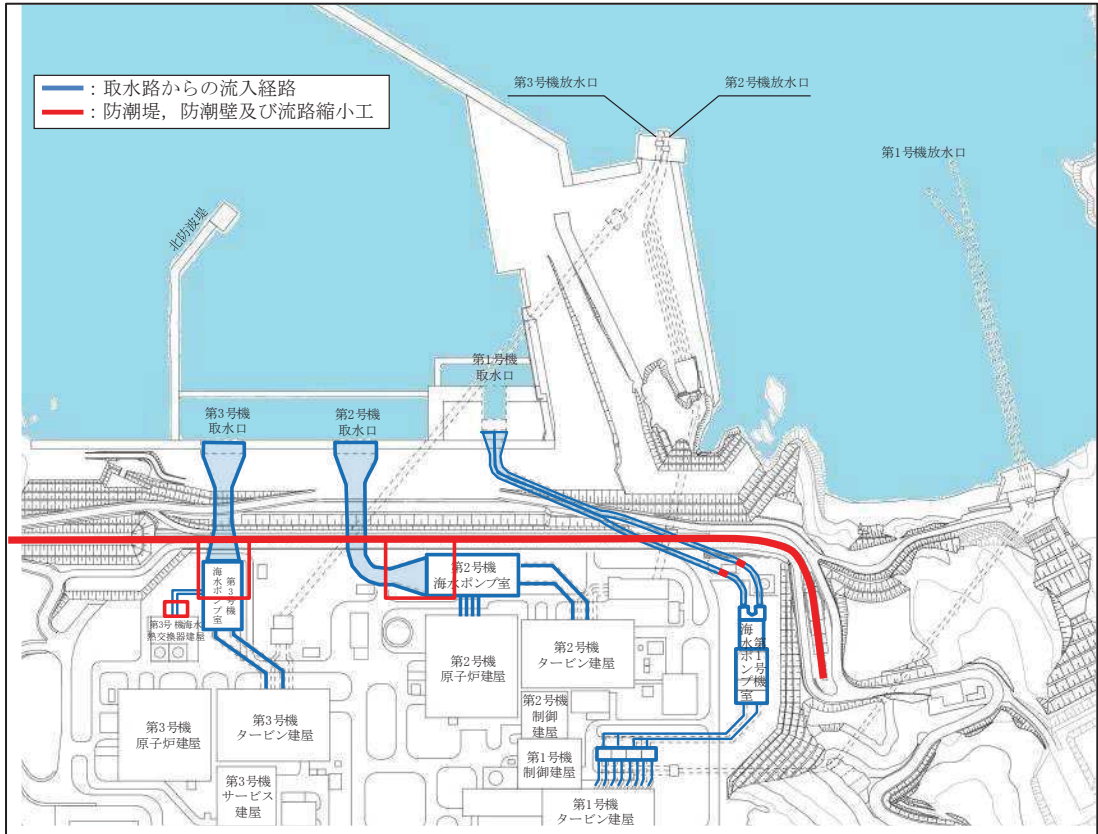 ：取水路からの流入経路
：防潮堤，防潮壁及び流路縮小工
第3号機放水口
第2号機放水口
第1号機放水口
北防波堤
第1号機
取水口
第3号機
取水口
第2号機
取水口
第3号機
海水ポンプ室
第2号機
海水ポンプ室
第1号機
海水ポンプ室
第3号機海水
熱交換器建屋
第2号機
原子炉建屋
第2号機
タービン建屋
第2号機
制御
建屋
第3号機
原子炉建屋
第3号機
タービン建屋
第1号機
制御建屋
第3号機
サービス
建屋
第1号機
タービン建屋